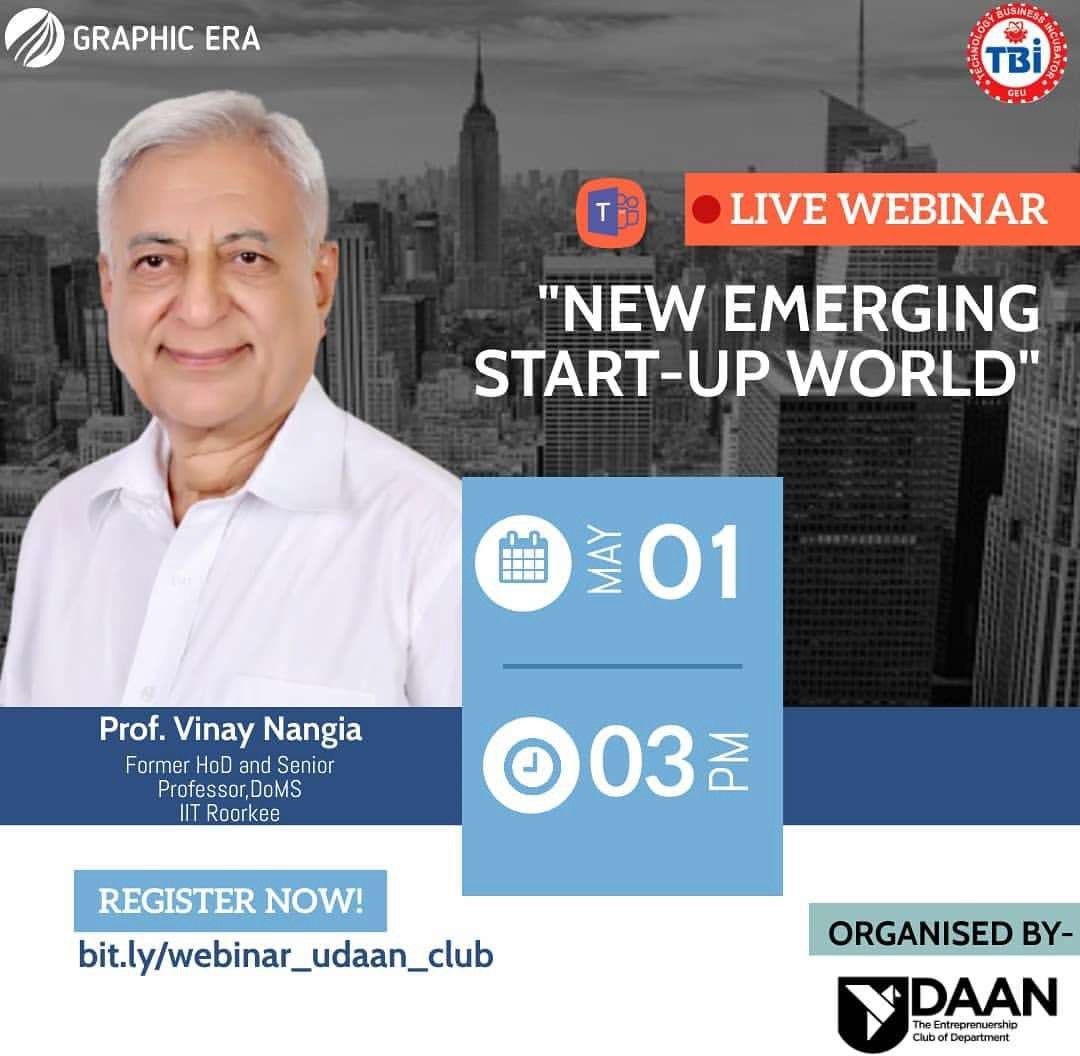 GRAPHIC ERA
TECHNOLOGY BUSINESS INCUBATOR
TBi
GEU
T
LIVE WEBINAR
"NEW EMERGING
START-UP WORLD"
MAY 01
03 PM
Prof. Vinay Nangia
Former HoD and Senior
Professor,DoMS
IIT Roorkee
REGISTER NOW!
bit.ly/webinar_udaan_club
ORGANISED BY-
UDAAN
The Entreprenuership
Club of Department